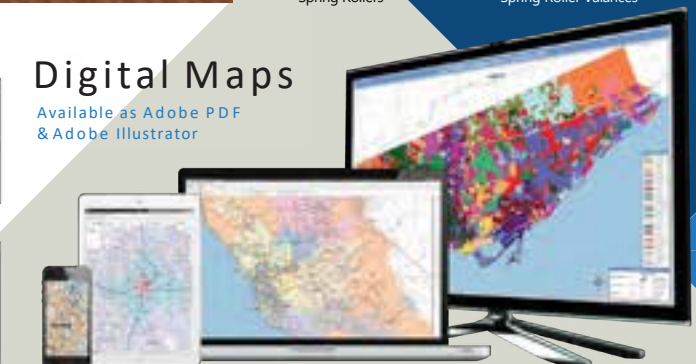 Spring Rollers
Spring Roller Valances
Digital Maps
Available as Adobe PDF
& Adobe Illustrator